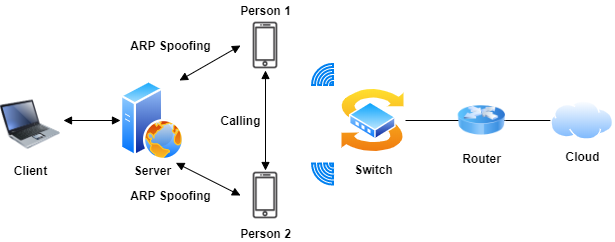 Person 1
ARP Spoofing
Calling
Client
Server
Switch
Router
Cloud
ARP Spoofing
Person 2